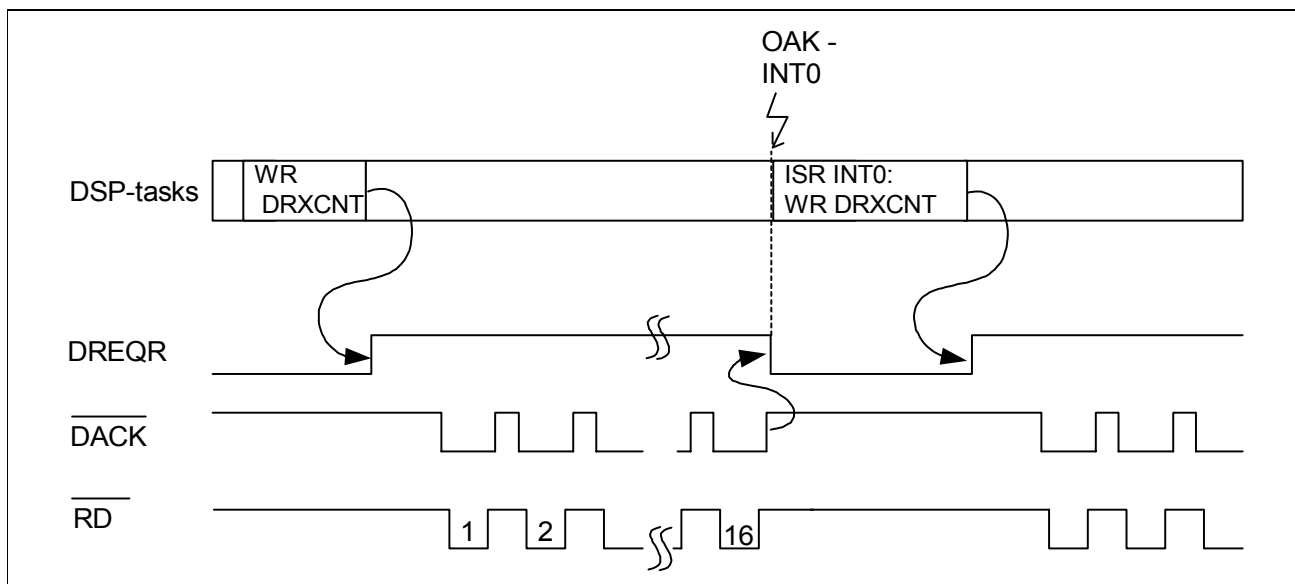 OAK -
INT0
DSP-tasks
WR
DRXCNT
ISR INT0:
WR DRXCNT
DREQR
DACK
RD
1
2
16